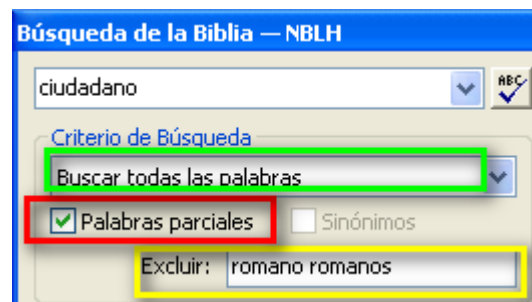 Búsqueda de la Biblia — NBLH
ciudadano
ABC
Criterio de Búsqueda
Buscar todas las palabras
Palabras parciales Sinónimos
Excluir: romano romanos